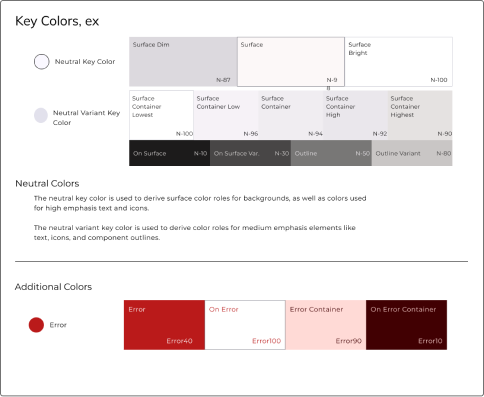 Key Colors, ex
Surface Dim
N-87
Surface
N-9
8
Surface
Bright
N-100
Neutral Key Color
Surface
Container
Lowest
N-100
Surface
Container Low
N-96
Surface
Container
N-94
Surface
Container
High
N-92
Surface
Container
Highest
N-90
Neutral Variant Key
Color
On Surface
N-10
On Surface Var.
N-30
Outline
N-50
Outline Variant
N-80
Neutral Colors
The neutral key color is used to derive surface color roles for backgrounds, as well as colors used
for high emphasis text and icons.
The neutral variant key color is used to derive color roles for medium emphasis elements like
text, icons, and component outlines.
Additional Colors
Error
Error
Error40
On Error
Error100
Error Container
Error90
On Error Container
Error10